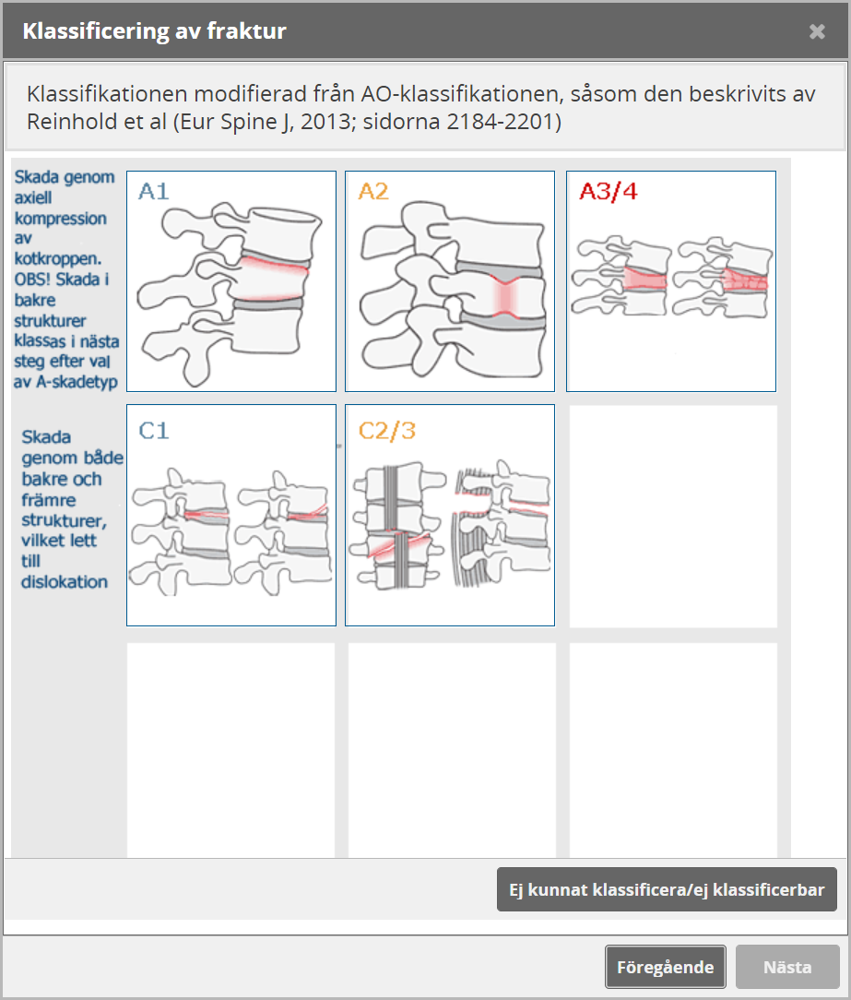 Klassificering av fraktur
Klassifikationen modifierad från AO-klassifikationen, såsom den beskrivits av
Reinhold et al (Eur Spine J, 2013; sidorna 2184-2201)
Skada genom
axiell
kompression
av
kotkroppen.
OBS! Skada i
bakre
strukturer
klassas i nästa
steg efter val
av A-skadetyp
A1
A2
A3/4
Skada
genom både
bakre och
främre
strukturer,
vilket lett
till
dislokation
C1
C2/3
Ej kunnat klassificera/ej klassificerbar
Föregående
Nästa